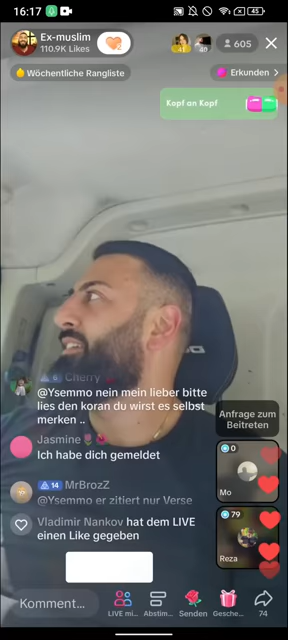 16:17
45
Ex-muslim
110.9K Likes
40
605
Wöchentliche Rangliste
Erkunden
Kopf an Kopf
6 Cherry
@Ysemmo nein mein lieber bitte
lies den koran du wirst es selbst
merken ..
Jasmine
Ich habe dich gemeldet
14 MrBrozZ
@Ysemmo er zitiert nur Verse
Vladimir Nankov hat dem LIVE
einen Like gegeben
Anfrage zum
Beitreten
0
Mo
79
Reza
Komment...
LIVE mi...
Abstim...
Senden
Gesche...
74